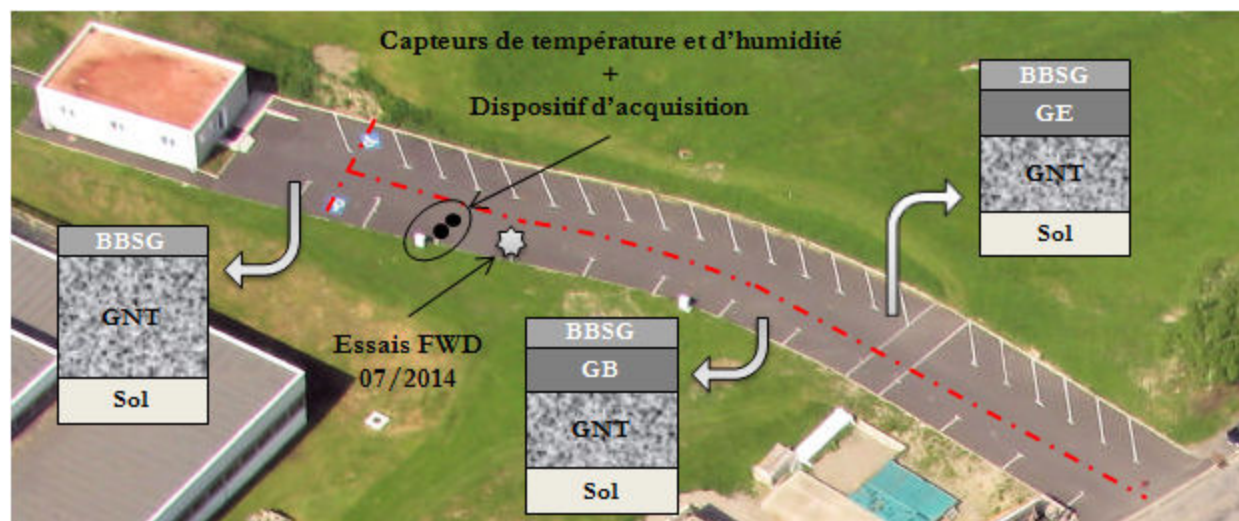 Capteurs de température et d'humidité
+
Dispositif d'acquisition
BBSG
GE
GNT
Sol
BBSG
GNT
Sol
Essais FWD
07/2014
BBSG
GB
GNT
Sol